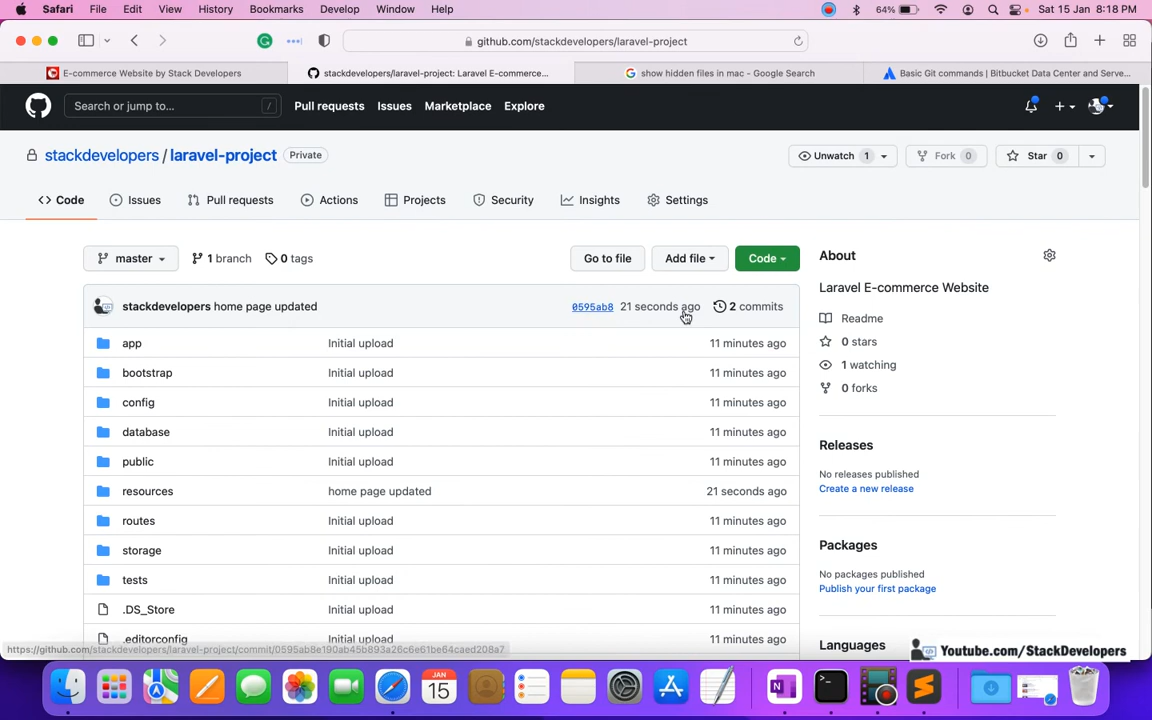 Safari File Edit View History Bookmarks Develop Window Help 64% Sat 15 Jan 8:18 PM
github.com/stackdevelopers/laravel-project
E-commerce Website by Stack Developers
stackdevelopers/laravel-project: Laravel E-commerce...
show hidden files in mac - Google Search
Basic Git commands | Bitbucket Data Center and Serve...
Search or jump to... / Pull requests Issues Marketplace Explore
stackdevelopers / laravel-project Private
Unwatch 1 Fork 0 Star 0
<> Code Issues Pull requests Actions Projects Security Insights Settings
master 1 branch 0 tags Go to file Add file Code
stackdevelopers home page updated 0595ab8 21 seconds ago 2 commits
app Initial upload 11 minutes ago
bootstrap Initial upload 11 minutes ago
config Initial upload 11 minutes ago
database Initial upload 11 minutes ago
public Initial upload 11 minutes ago
resources home page updated 21 seconds ago
routes Initial upload 11 minutes ago
storage Initial upload 11 minutes ago
tests Initial upload 11 minutes ago
.DS_Store Initial upload 11 minutes ago
.editorconfig Initial upload 11 minutes ago
About
Laravel E-commerce Website
Readme
0 stars
1 watching
0 forks
Releases
No releases published
Create a new release
Packages
No packages published
Publish your first package
Languages
https://github.com/stackdevelopers/laravel-project/commit/0595ab8e190ab45b893a26c6e61be64caed208a7
Youtube.com/StackDevelopers
JAN
15